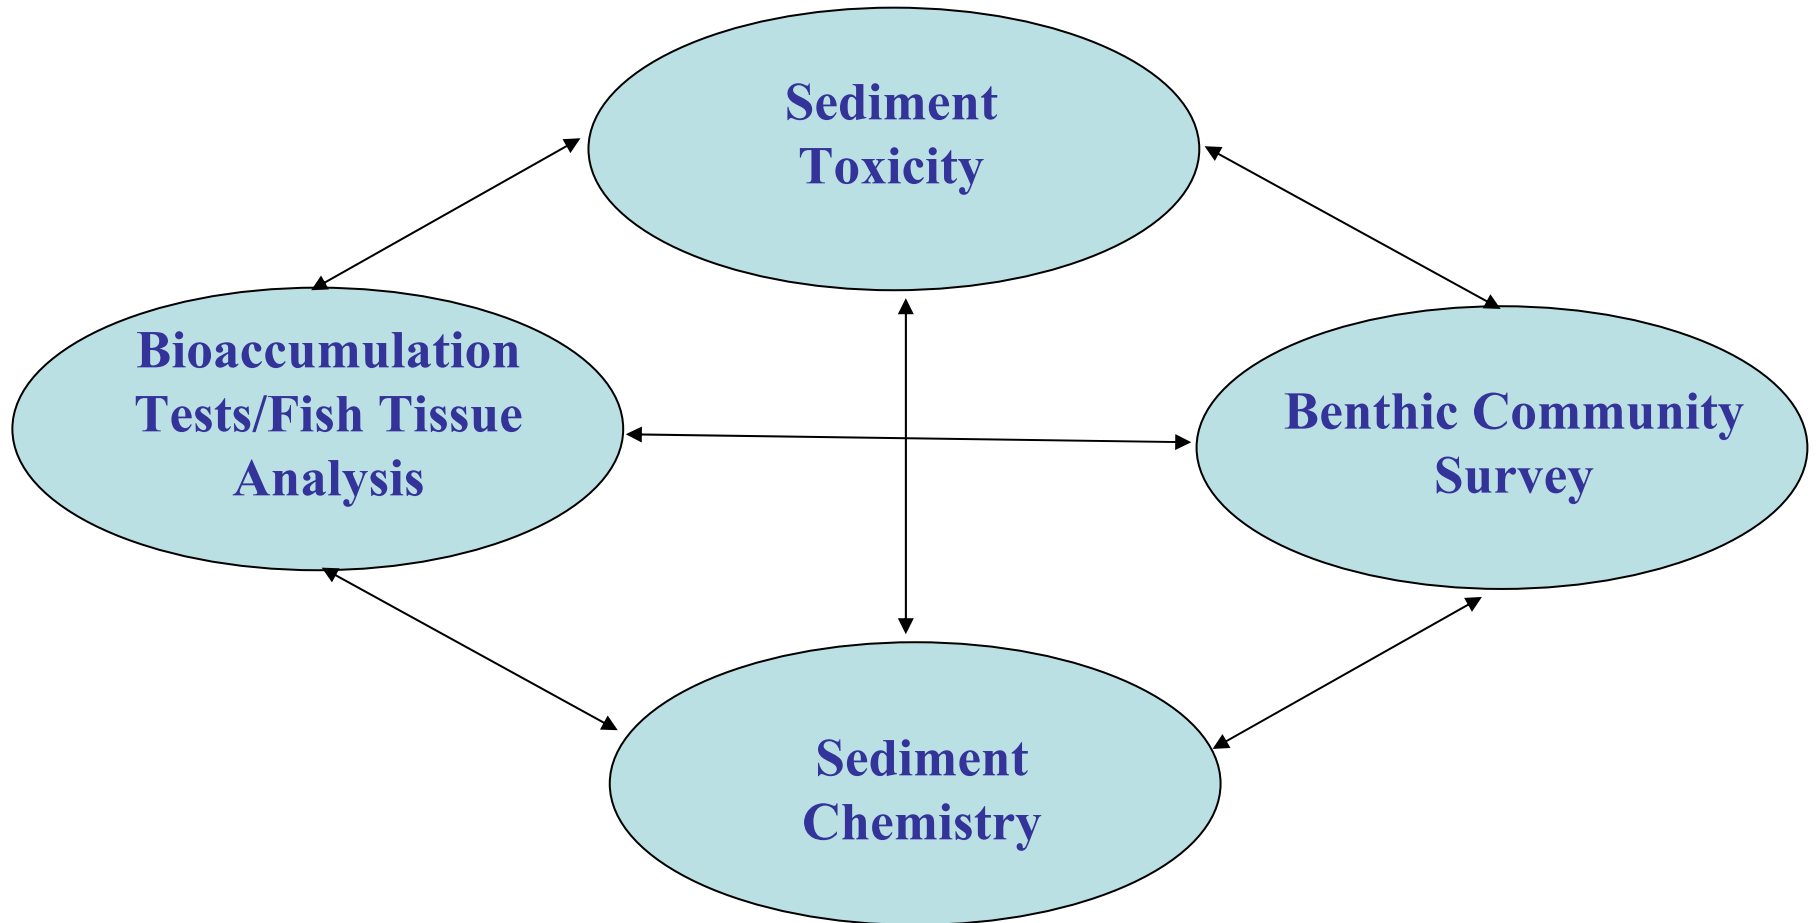 Sediment
Toxicity
Bioaccumulation
Tests/Fish Tissue
Analysis
Benthic Community
Survey
Sediment
Chemistry